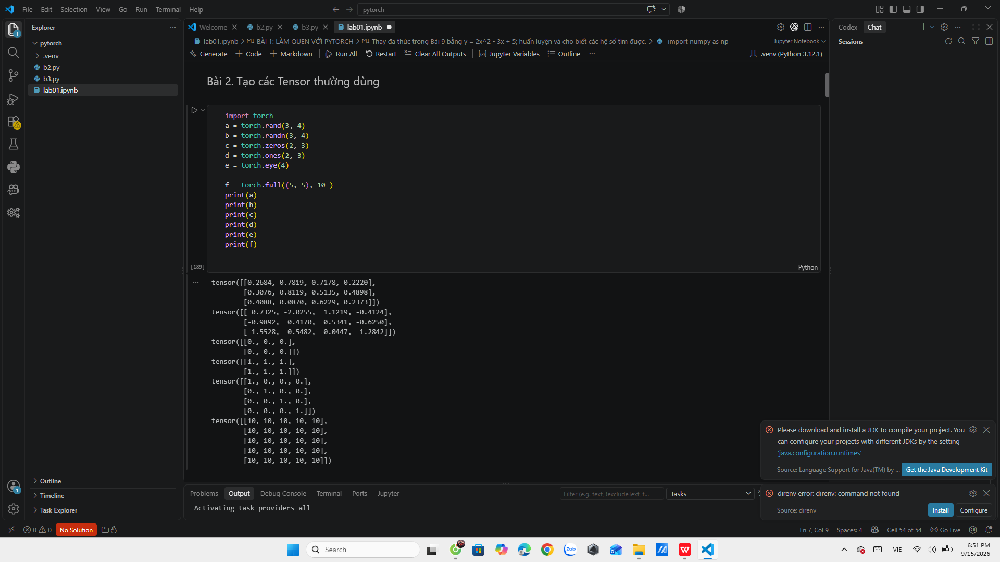 File Edit Selection View Go Run Terminal Help
pytorch
Explorer
pytorch
.venv
b2.py
b3.py
lab01.ipynb
Outline
Timeline
Task Explorer
Welcome
b2.py
b3.py
lab01.ipynb
lab01.ipynb > M↓ BÀI 1: LÀM QUEN VỚI PYTORCH > M↓ Thay đa thức trong Bài 9 bằng y = 2x^2 - 3x + 5; huấn luyện và cho biết các hệ số tìm được. > import numpy as np
Jupyter Notebook
Generate + Code + Markdown Run All Restart Clear All Outputs Jupyter Variables Outline ...
.venv (Python 3.12.1)
Bài 2. Tạo các Tensor thường dùng
import torch
a = torch.rand(3, 4)
b = torch.randn(3, 4)
c = torch.zeros(2, 3)
d = torch.ones(2, 3)
e = torch.eye(4)
f = torch.full((5, 5), 10 )
print(a)
print(b)
print(c)
print(d)
print(e)
print(f)
[189]
Python
tensor([[0.2684, 0.7819, 0.7178, 0.2220],
[0.3076, 0.8119, 0.5135, 0.4898],
[0.4088, 0.0870, 0.6229, 0.2373]])
tensor([[ 0.7325, -2.0255, 1.1219, -0.4124],
[-0.9892, 0.4170, 0.5341, -0.6250],
[ 1.5528, 0.5482, 0.0447, 1.2842]])
tensor([[0., 0., 0.],
[0., 0., 0.]])
tensor([[1., 1., 1.],
[1., 1., 1.]])
tensor([[1., 0., 0., 0.],
[0., 1., 0., 0.],
[0., 0., 1., 0.],
[0., 0., 0., 1.]])
tensor([[10, 10, 10, 10, 10],
[10, 10, 10, 10, 10],
[10, 10, 10, 10, 10],
[10, 10, 10, 10, 10],
[10, 10, 10, 10, 10]])
Problems Output Debug Console Terminal Ports Jupyter
Filter (e.g. text, !excludeText, t...
Tasks
Activating task providers all
Codex Chat
Sessions
Please download and install a JDK to compile your project. You
can configure your projects with different JDKs by the setting
'java.configuration.runtimes'
Source: Language Support for Java(TM) by ...
Get the Java Development Kit
direnv error: direnv: command not found
Source: direnv
Install
Configure
0 0
No Solution
Ln 7, Col 9
Spaces: 4
Cell 54 of 54
Go Live
Search
Zalo
VIE
6:51 PM
9/15/2026